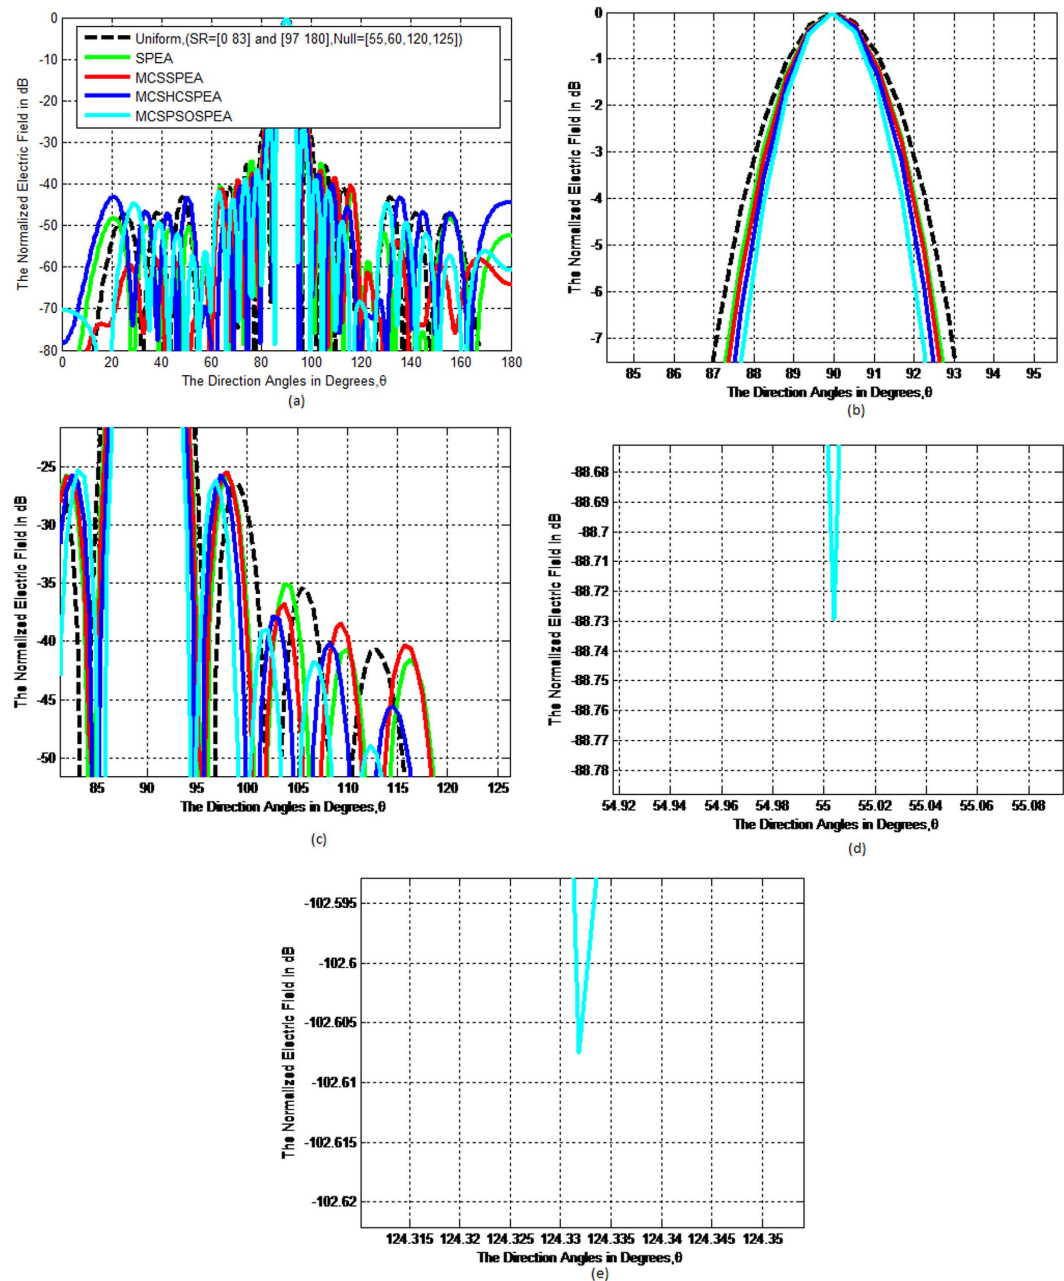 The Normalized Electric Field in dB
0
-10
-20
-30
-40
-50
-60
-70
-80
Uniform,(SR=[0 83] and [97 180],Null=[55,60,120,125])
SPEA
MCSSPEA
MCSHCSPEA
MCSPSOSPEA
0 20 40 60 80 100 120 140 160 180
The Direction Angles in Degrees,θ
(a)
The Normalized Electric Field in dB
0
-1
-2
-3
-4
-5
-6
-7
85 86 87 88 89 90 91 92 93 94 95
The Direction Angles in Degrees,θ
(b)
The Normalized Electric Field in dB
-25
-30
-35
-40
-45
-50
85 90 95 100 105 110 115 120 125
The Direction Angles in Degrees,θ
(c)
The Normalized Electric Field in dB
-88.68
-88.69
-88.7
-88.71
-88.72
-88.73
-88.74
-88.75
-88.76
-88.77
-88.78
54.92 54.94 54.96 54.98 55 55.02 55.04 55.06 55.08
The Direction Angles in Degrees,θ
(d)
The Normalized Electric Field in dB
-102.595
-102.6
-102.605
-102.61
-102.615
-102.62
124.315 124.32 124.325 124.33 124.335 124.34 124.345 124.35
The Direction Angles in Degrees,θ
(e)